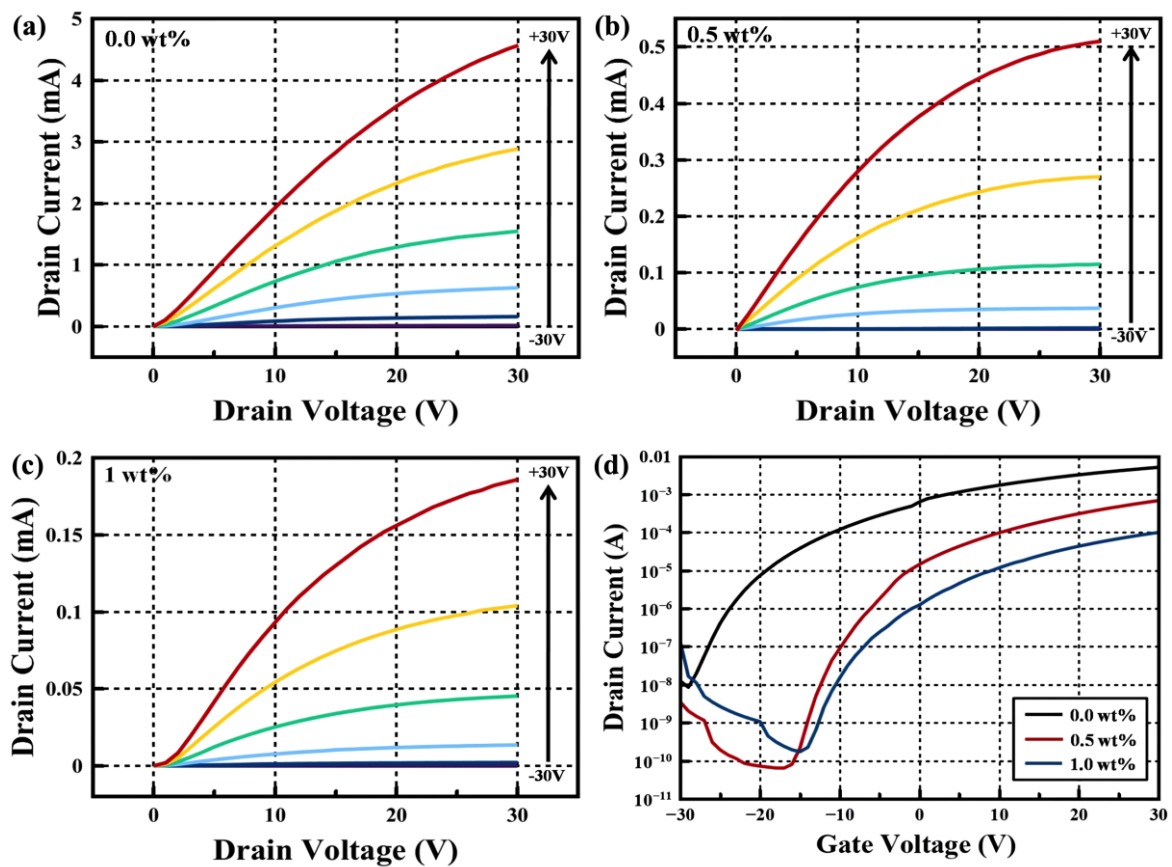 (a)
0.0 wt%
+30V
-30V
5
4
3
2
1
0
0
10
20
30
Drain Current (mA)
Drain Voltage (V)
(b)
0.5 wt%
+30V
-30V
0.5
0.4
0.3
0.2
0.1
0
0
10
20
30
Drain Current (mA)
Drain Voltage (V)
(c)
1 wt%
+30V
-30V
0.2
0.15
0.1
0.05
0
0
10
20
30
Drain Current (mA)
Drain Voltage (V)
(d)
0.01
10⁻³
10⁻⁴
10⁻⁵
10⁻⁶
10⁻⁷
10⁻⁸
10⁻⁹
10⁻¹⁰
10⁻¹¹
0.0 wt%
0.5 wt%
1.0 wt%
−30
−20
−10
0
10
20
30
Drain Current (A)
Gate Voltage (V)